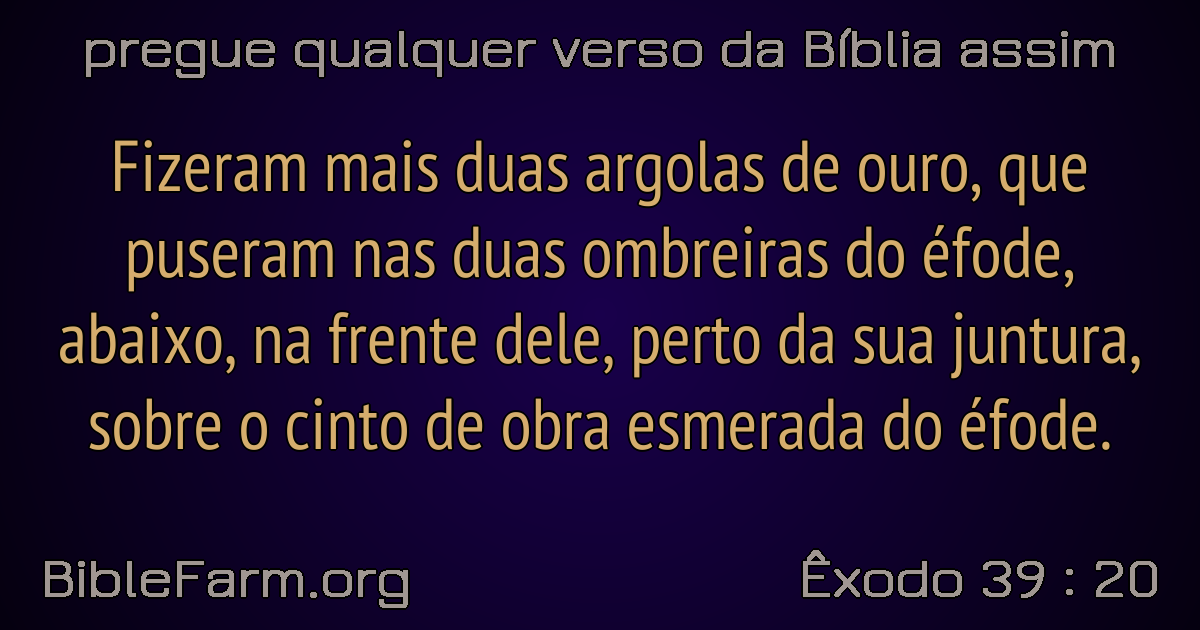 pregue qualquer verso da Bíblia assim
Fizeram mais duas argolas de ouro, que
puseram nas duas ombreiras do éfode,
abaixo, na frente dele, perto da sua juntura,
sobre o cinto de obra esmerada do éfode.
BibleFarm.org
Êxodo 39 : 20